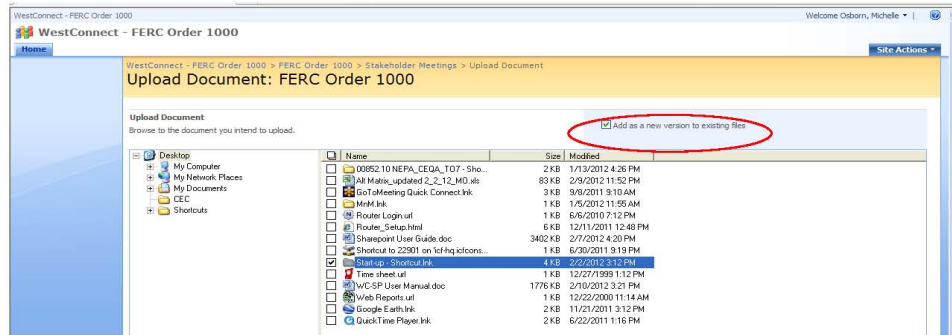 WestConnect - FERC Order 1000 Welcome Osborn, Michelle
WestConnect - FERC Order 1000
Home Site Actions
WestConnect - FERC Order 1000 > FERC Order 1000 > Stakeholder Meetings > Upload Document
Upload Document: FERC Order 1000
Upload Document
Add as a new version to existing files
Browse to the document you intend to upload.
Desktop
My Computer
My Network Places
My Documents
CEC
Shortcuts
Name Size Modified
00852.10 NEPA_CEQA_TO7 - Sho... 2 KB 1/13/2012 4:26 PM
Alt Matrix_updated 2_2_12_MO.xls 83 KB 2/9/2012 11:52 PM
GoToMeeting Quick Connect.lnk 3 KB 9/8/2011 9:10 AM
MnM.lnk 1 KB 1/5/2012 11:55 AM
Router Login.url 1 KB 6/6/2010 7:12 PM
Router_Setup.html 6 KB 12/11/2011 12:48 PM
Sharepoint User Guide.doc 3402 KB 2/7/2012 4:20 PM
Shortcut to 22901 on 'icf-hq.icfcons... 1 KB 6/30/2011 9:19 PM
Start-up - Shortcut.lnk 4 KB 2/2/2012 3:12 PM
Time sheet.url 1 KB 12/27/1999 1:12 PM
WC-SP User Manual.doc 1776 KB 2/10/2012 3:21 PM
Web Reports.url 1 KB 12/22/2000 11:14 AM
Google Earth.lnk 2 KB 11/21/2011 3:12 PM
QuickTime Player.lnk 2 KB 6/22/2011 1:16 PM